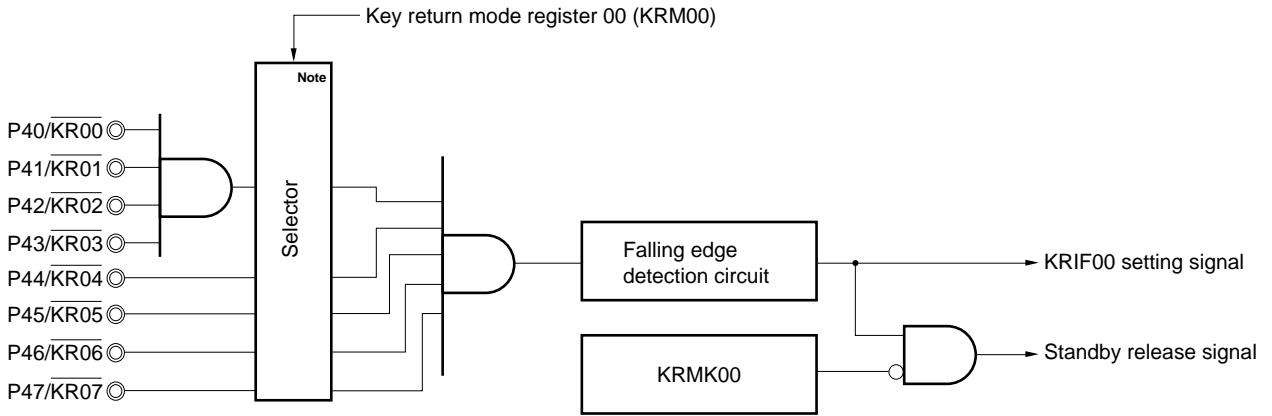 Key return mode register 00 (KRM00)
Note
P40/KR00
P41/KR01
P42/KR02
P43/KR03
P44/KR04
P45/KR05
P46/KR06
P47/KR07
Selector
Falling edge
detection circuit
KRIF00 setting signal
KRMK00
Standby release signal